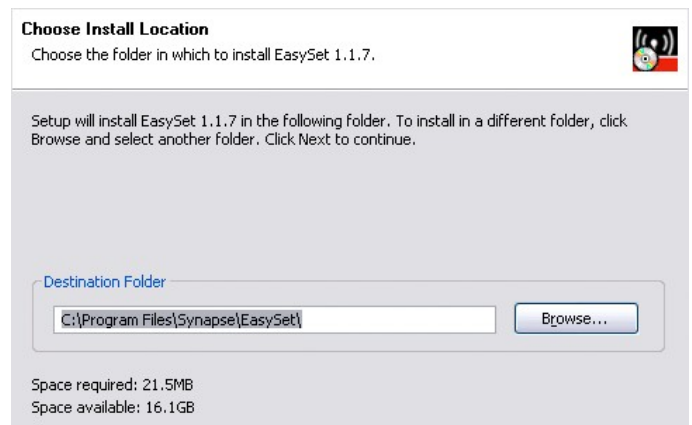 Choose Install Location
Choose the folder in which to install EasySet 1.1.7.
Setup will install EasySet 1.1.7 in the following folder. To install in a different folder, click
Browse and select another folder. Click Next to continue.
Destination Folder
C:\Program Files\Synapse\EasySet\
Browse...
Space required: 21.5MB
Space available: 16.1GB